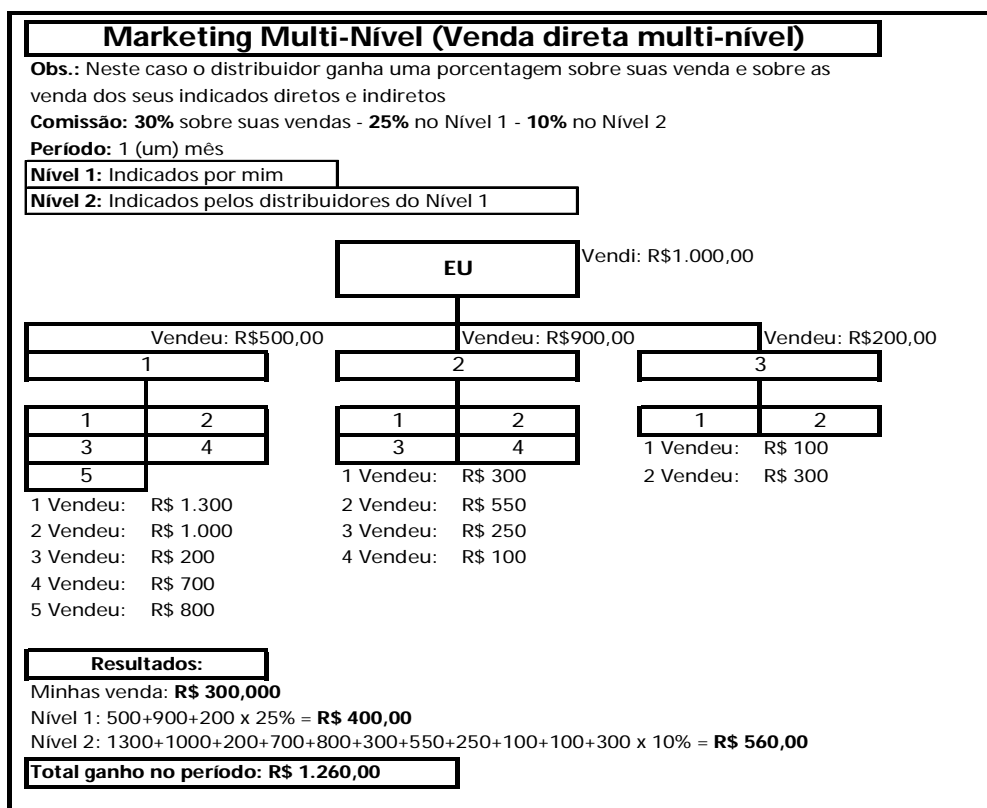 Marketing Multi-Nível (Venda direta multi-nível)
Obs.: Neste caso o distribuidor ganha uma porcentagem sobre suas venda e sobre as
venda dos seus indicados diretos e indiretos
Comissão: 30% sobre suas vendas - 25% no Nível 1 - 10% no Nível 2
Período: 1 (um) mês
Nível 1: Indicados por mim
Nível 2: Indicados pelos distribuidores do Nível 1
EU Vendi: R$1.000,00
Vendeu: R$500,00 Vendeu: R$900,00 Vendeu: R$200,00
1 2 3
1 2 1 2 1 2
3 4 3 4 1 Vendeu: R$ 100
5 1 Vendeu: R$ 300 2 Vendeu: R$ 300
1 Vendeu: R$ 1.300 2 Vendeu: R$ 550
2 Vendeu: R$ 1.000 3 Vendeu: R$ 250
3 Vendeu: R$ 200 4 Vendeu: R$ 100
4 Vendeu: R$ 700
5 Vendeu: R$ 800
Resultados:
Minhas venda: R$ 300,000
Nível 1: 500+900+200 x 25% = R$ 400,00
Nível 2: 1300+1000+200+700+800+300+550+250+100+100+300 x 10% = R$ 560,00
Total ganho no período: R$ 1.260,00